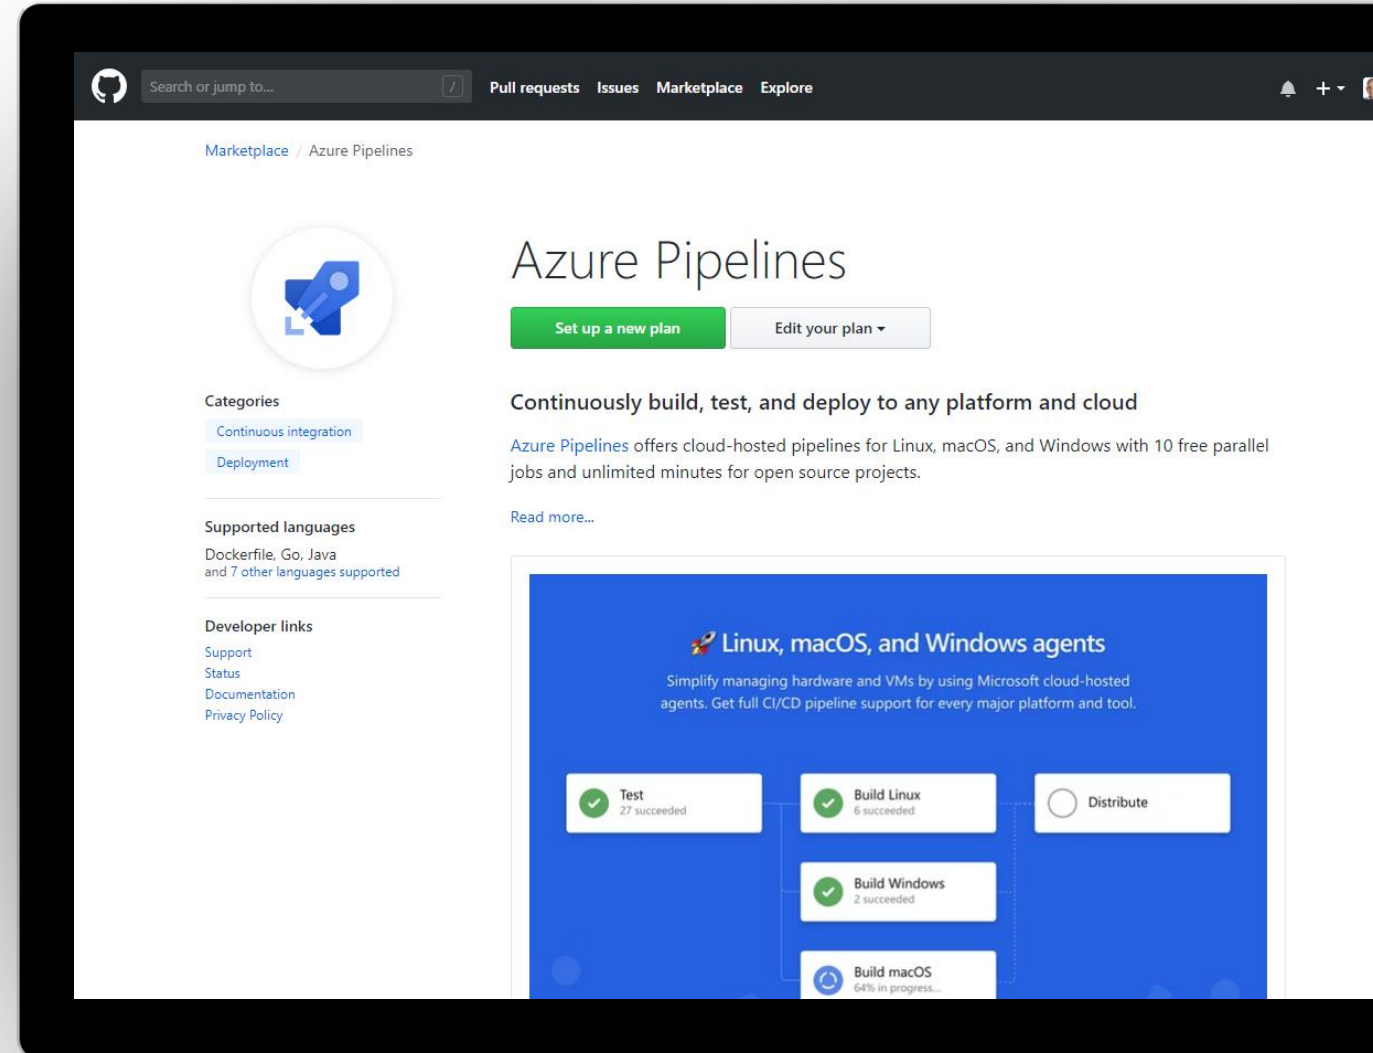 Search or jump to... /
Pull requests Issues Marketplace Explore
Marketplace / Azure Pipelines
Azure Pipelines
Set up a new plan
Edit your plan
Categories
Continuous integration
Deployment
Supported languages
Dockerfile, Go, Java
and 7 other languages supported
Developer links
Support
Status
Documentation
Privacy Policy
Continuously build, test, and deploy to any platform and cloud
Azure Pipelines offers cloud-hosted pipelines for Linux, macOS, and Windows with 10 free parallel
jobs and unlimited minutes for open source projects.
Read more...
🚀 Linux, macOS, and Windows agents
Simplify managing hardware and VMs by using Microsoft cloud-hosted
agents. Get full CI/CD pipeline support for every major platform and tool.
Test
27 succeeded
Build Linux
6 succeeded
Distribute
Build Windows
2 succeeded
Build macOS
64% in progress...